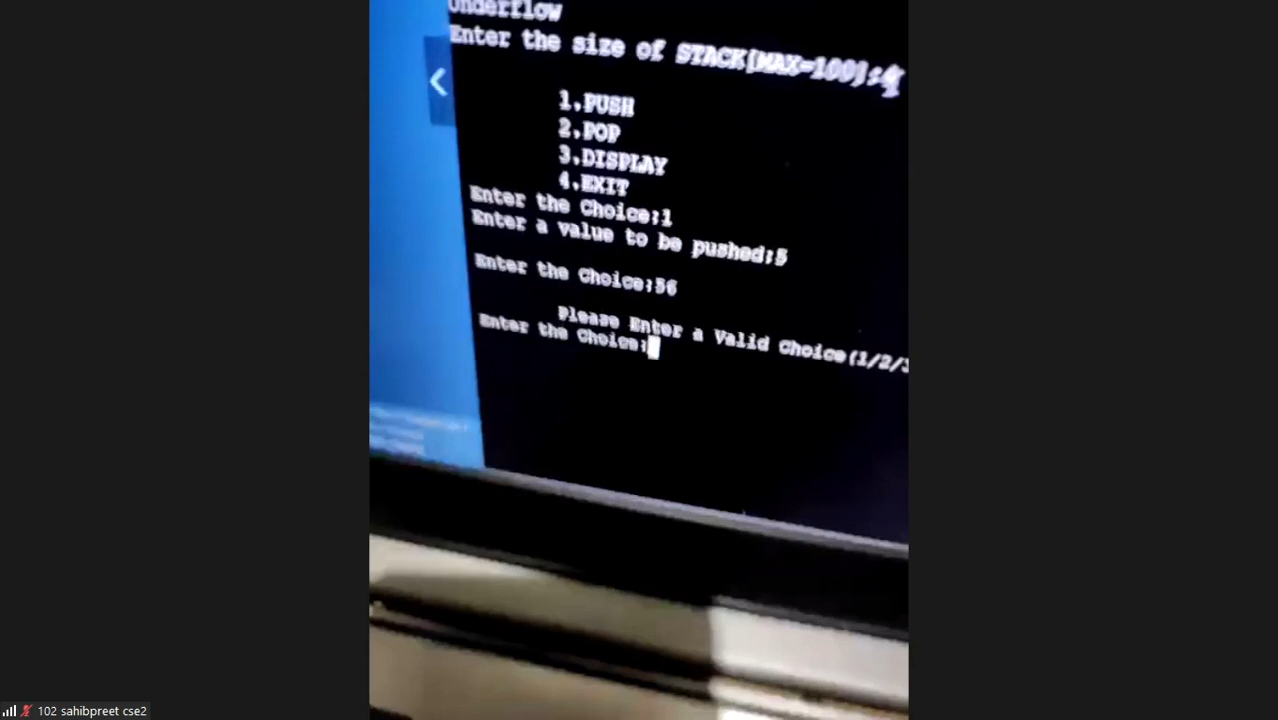 Underflow
Enter the size of STACK[MAX=100]:4
1.PUSH
2.POP
3.DISPLAY
4.EXIT
Enter the Choice:1
Enter a value to be pushed:5
Enter the Choice:56
Please Enter a Valid Choice(1/2/3
Enter the Choice:
102 sahibpreet cse2